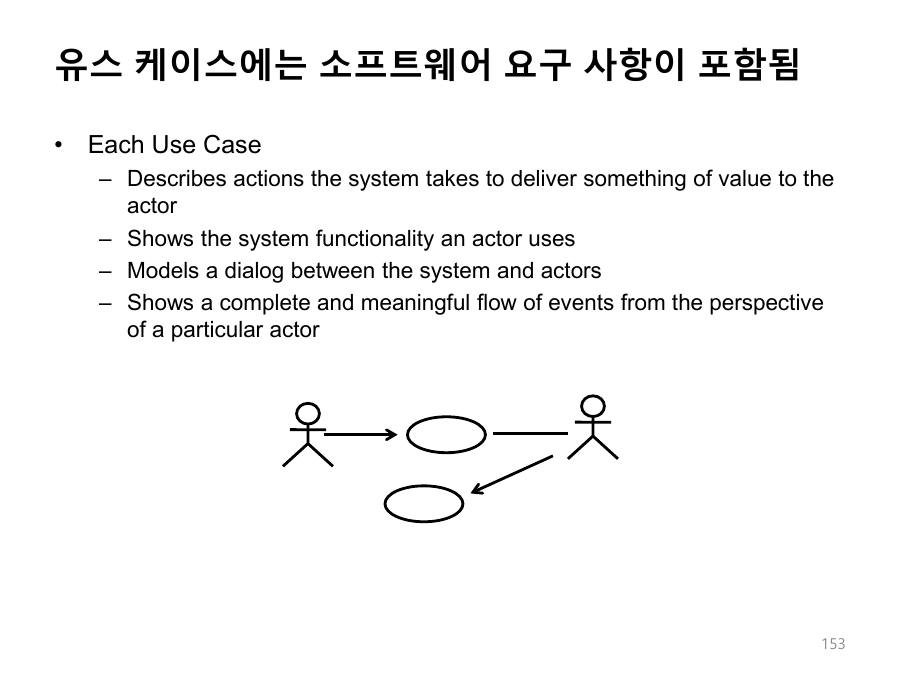 유스 케이스에는 소프트웨어 요구 사항이 포함됨
• Each Use Case
– Describes actions the system takes to deliver something of value to the
actor
– Shows the system functionality an actor uses
– Models a dialog between the system and actors
– Shows a complete and meaningful flow of events from the perspective
of a particular actor
153